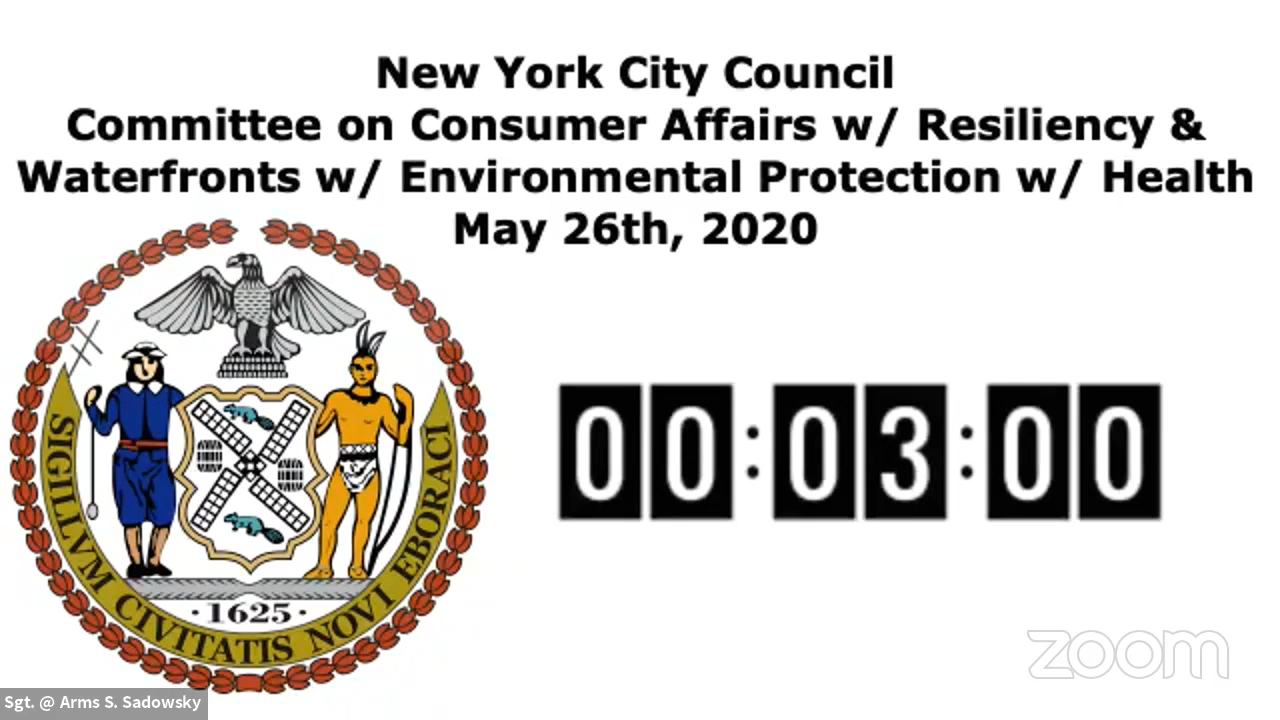 New York City Council
Committee on Consumer Affairs w/ Resiliency &
Waterfronts w/ Environmental Protection w/ Health
May 26th, 2020
SIGILLVM CIVITATIS NOVI EBORACI
·1625·
00:03:00
zoom
Sgt. @ Arms S. Sadowsky